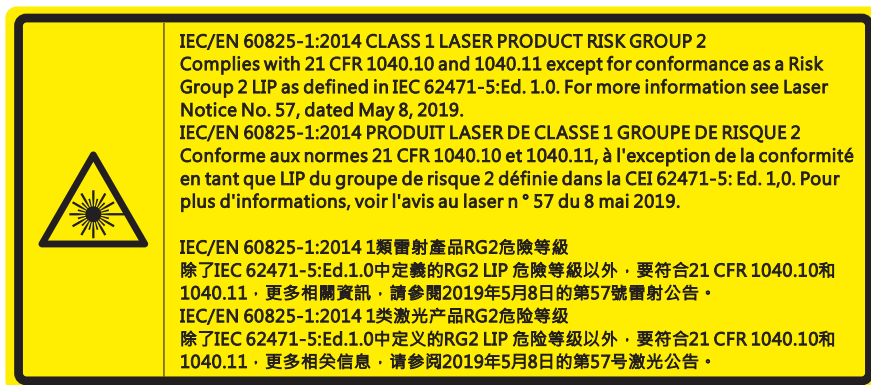 IEC/EN 60825-1:2014 CLASS 1 LASER PRODUCT RISK GROUP 2
Complies with 21 CFR 1040.10 and 1040.11 except for conformance as a Risk
Group 2 LIP as defined in IEC 62471-5:Ed. 1.0. For more information see Laser
Notice No. 57, dated May 8, 2019.
IEC/EN 60825-1:2014 PRODUIT LASER DE CLASSE 1 GROUPE DE RISQUE 2
Conforme aux normes 21 CFR 1040.10 et 1040.11, à l'exception de la conformité
en tant que LIP du groupe de risque 2 définie dans la CEI 62471-5: Ed. 1,0. Pour
plus d'informations, voir l'avis au laser n ° 57 du 8 mai 2019.
IEC/EN 60825-1:2014 1類雷射產品RG2危險等級
除了IEC 62471-5:Ed.1.0中定義的RG2 LIP 危險等級以外，要符合21 CFR 1040.10和
1040.11，更多相關資訊，請參閱2019年5月8日的第57號雷射公告。
IEC/EN 60825-1:2014 1类激光产品RG2危险等级
除了IEC 62471-5:Ed.1.0中定义的RG2 LIP 危险等级以外，要符合21 CFR 1040.10和
1040.11，更多相关信息，请参阅2019年5月8日的第57号激光公告。